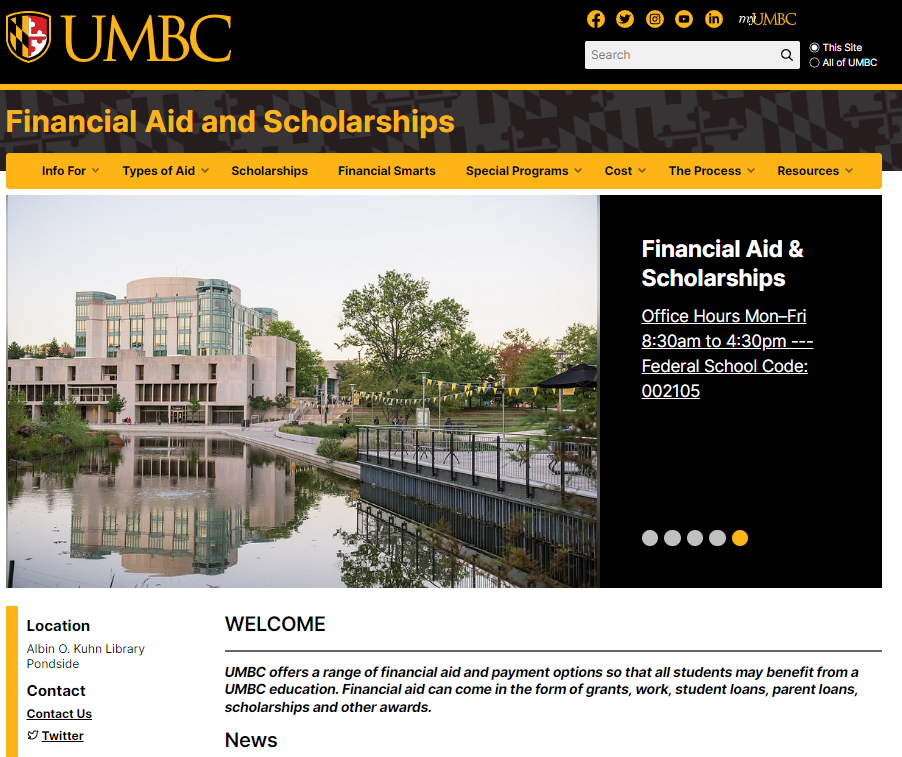 UMBC
myUMBC
Search
This Site
All of UMBC
Financial Aid and Scholarships
Info For
Types of Aid
Scholarships
Financial Smarts
Special Programs
Cost
The Process
Resources
Financial Aid &
Scholarships
Office Hours Mon–Fri
8:30am to 4:30pm ---
Federal School Code:
002105
Location
Albin O. Kuhn Library
Pondside
Contact
Contact Us
Twitter
WELCOME
UMBC offers a range of financial aid and payment options so that all students may benefit from a
UMBC education. Financial aid can come in the form of grants, work, student loans, parent loans,
scholarships and other awards.
News